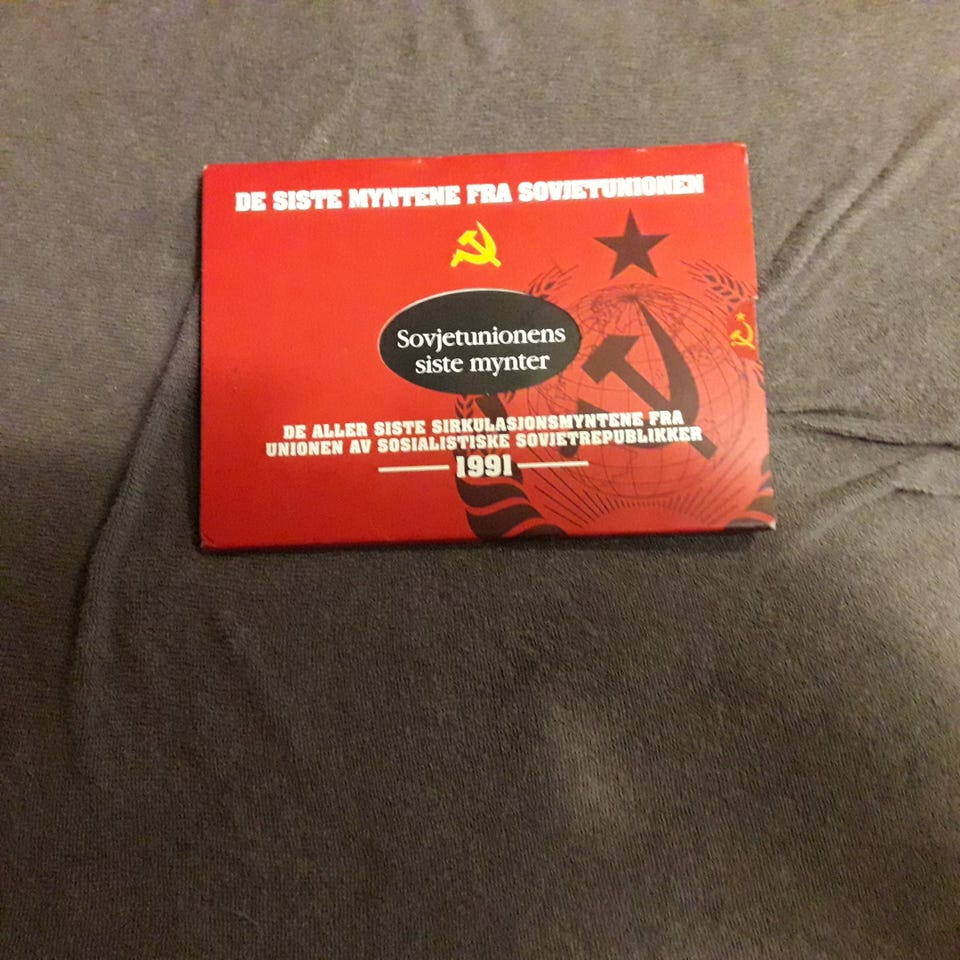 DE SISTE MYNTENE FRA SOVJETUNIONEN
Sovjetunionens
siste mynter
DE ALLER SISTE SIRKULASJONSMYNTENE FRA
UNIONEN AV SOSIALISTISKE SOVJETREPUBLIKKER
1991